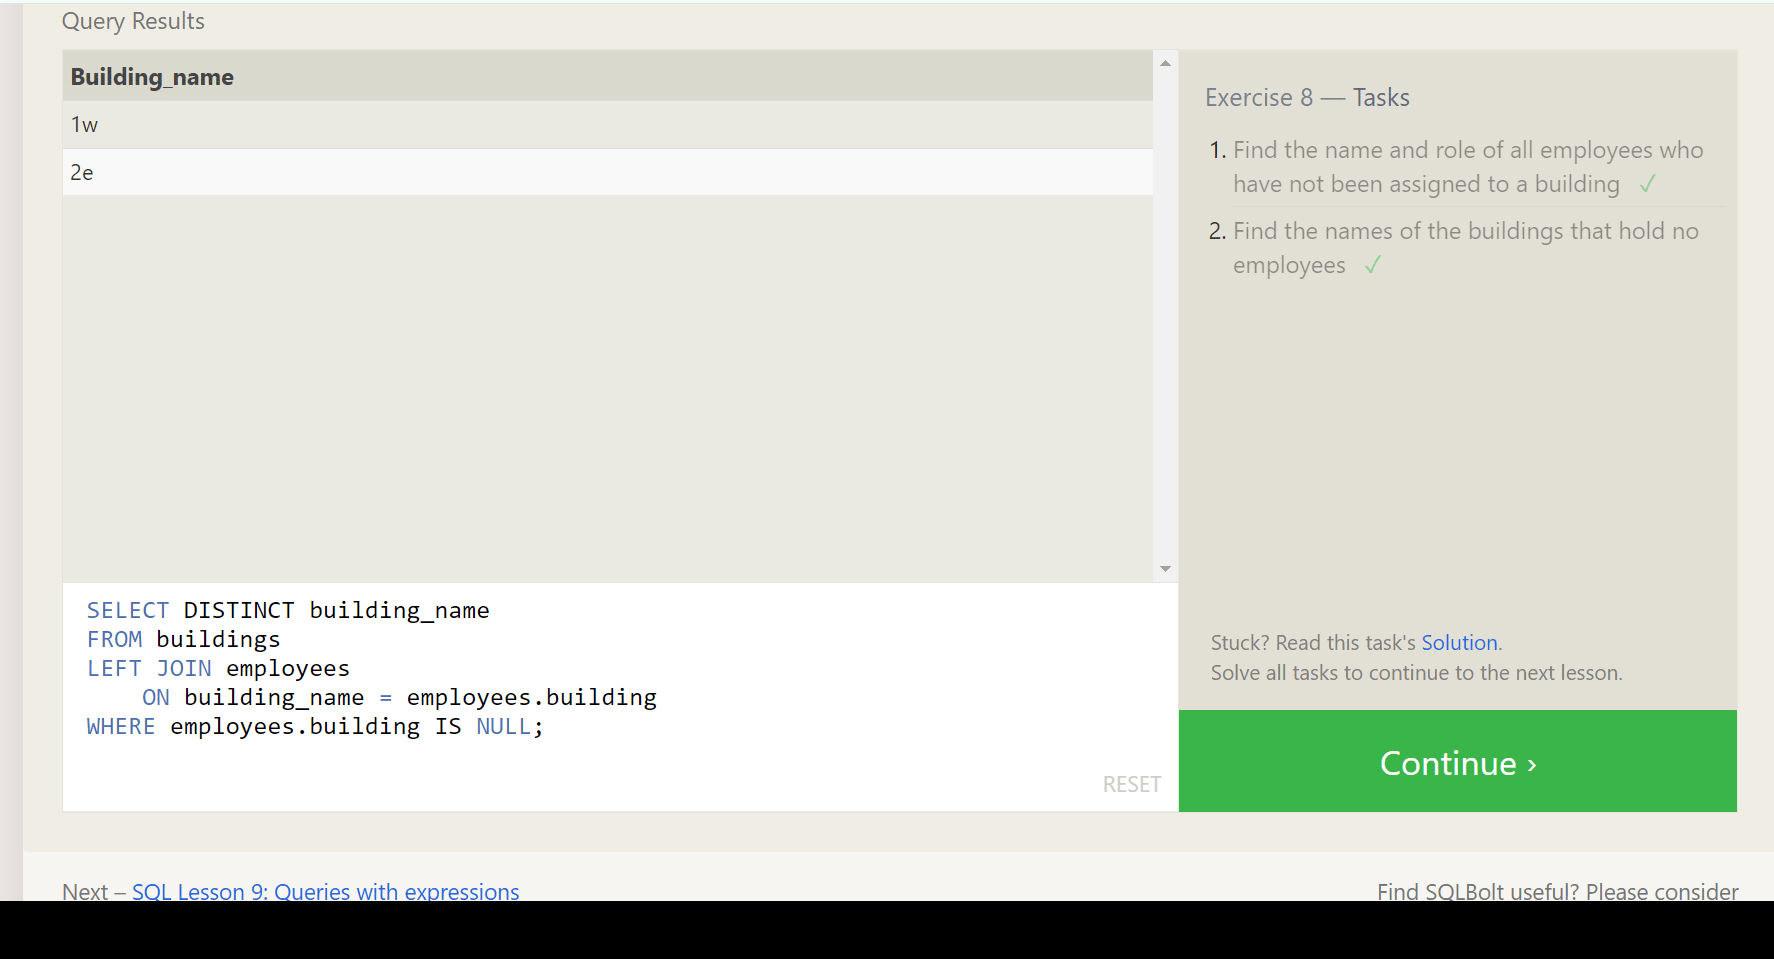 Query Results
Building_name
1w
2e
SELECT DISTINCT building_name
FROM buildings
LEFT JOIN employees
    ON building_name = employees.building
WHERE employees.building IS NULL;
RESET
Exercise 8 — Tasks
1. Find the name and role of all employees who
have not been assigned to a building ✓
2. Find the names of the buildings that hold no
employees ✓
Stuck? Read this task's Solution.
Solve all tasks to continue to the next lesson.
Continue ›
Next – SQL Lesson 9: Queries with expressions
Find SQLBolt useful? Please consider